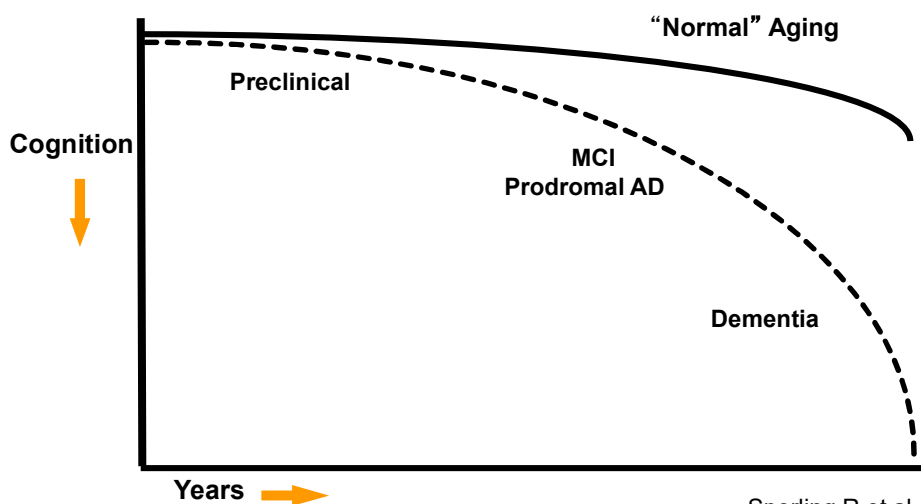 “Normal” Aging
Preclinical
Cognition
MCI
Prodromal AD
Dementia
Years